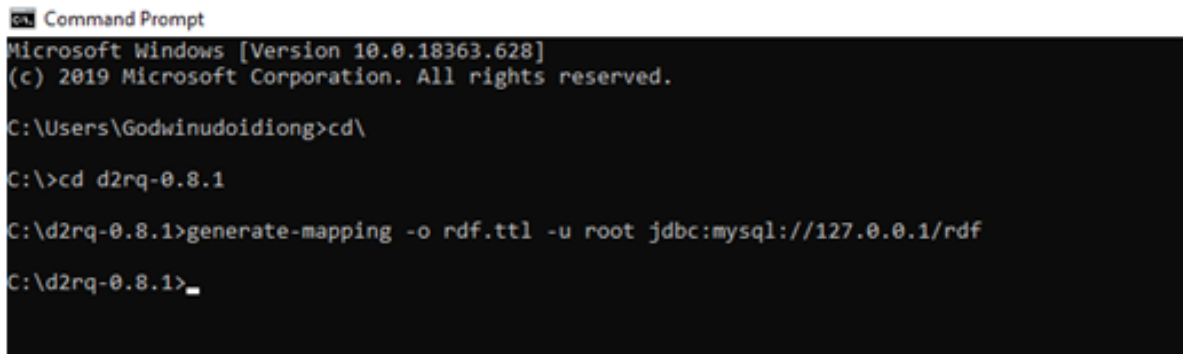 Command Prompt
Microsoft Windows [Version 10.0.18363.628]
(c) 2019 Microsoft Corporation. All rights reserved.
C:\Users\Godwinudoidiong>cd\
C:\>cd d2rq-0.8.1
C:\d2rq-0.8.1>generate-mapping -o rdf.ttl -u root jdbc:mysql://127.0.0.1/rdf
C:\d2rq-0.8.1>